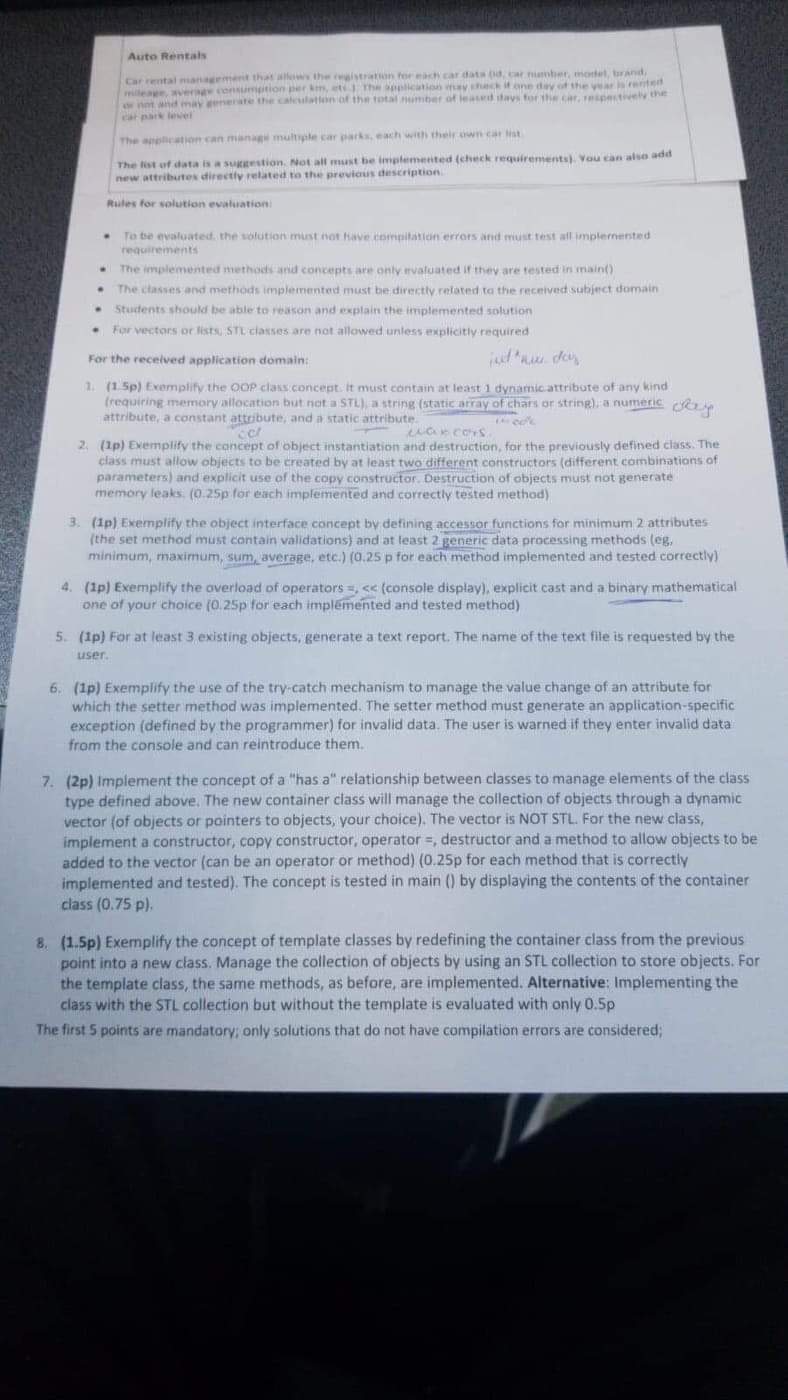 Auto Rentals
Car rental management that allows the registration for each car data (id, car number, model, brand,
mileage, average consumption per km, etc.). The application may check if one day of the year is rented
or not and may generate the calculation of the total number of leased days for the car, respectively the
car park level
The application can manage multiple car parks, each with their own car list.
The list of data is a suggestion. Not all must be implemented (check requirements). You can also add
new attributes directly related to the previous description.
Rules for solution evaluation:
• To be evaluated, the solution must not have compilation errors and must test all implemented
requirements
• The implemented methods and concepts are only evaluated if they are tested in main()
• The classes and methods implemented must be directly related to the received subject domain
• Students should be able to reason and explain the implemented solution
• For vectors or lists, STL classes are not allowed unless explicitly required
For the received application domain:
1. (1.5p) Exemplify the OOP class concept. It must contain at least 1 dynamic attribute of any kind
(requiring memory allocation but not a STL), a string (static array of chars or string), a numeric
attribute, a constant attribute, and a static attribute.
2. (1p) Exemplify the concept of object instantiation and destruction, for the previously defined class. The
class must allow objects to be created by at least two different constructors (different combinations of
parameters) and explicit use of the copy constructor. Destruction of objects must not generate
memory leaks. (0.25p for each implemented and correctly tested method)
3. (1p) Exemplify the object interface concept by defining accessor functions for minimum 2 attributes
(the set method must contain validations) and at least 2 generic data processing methods (eg,
minimum, maximum, sum, average, etc.) (0.25 p for each method implemented and tested correctly)
4. (1p) Exemplify the overload of operators =, << (console display), explicit cast and a binary mathematical
one of your choice (0.25p for each implemented and tested method)
5. (1p) For at least 3 existing objects, generate a text report. The name of the text file is requested by the
user.
6. (1p) Exemplify the use of the try-catch mechanism to manage the value change of an attribute for
which the setter method was implemented. The setter method must generate an application-specific
exception (defined by the programmer) for invalid data. The user is warned if they enter invalid data
from the console and can reintroduce them.
7. (2p) Implement the concept of a "has a" relationship between classes to manage elements of the class
type defined above. The new container class will manage the collection of objects through a dynamic
vector (of objects or pointers to objects, your choice). The vector is NOT STL. For the new class,
implement a constructor, copy constructor, operator =, destructor and a method to allow objects to be
added to the vector (can be an operator or method) (0.25p for each method that is correctly
implemented and tested). The concept is tested in main () by displaying the contents of the container
class (0.75 p).
8. (1.5p) Exemplify the concept of template classes by redefining the container class from the previous
point into a new class. Manage the collection of objects by using an STL collection to store objects. For
the template class, the same methods, as before, are implemented. Alternative: Implementing the
class with the STL collection but without the template is evaluated with only 0.5p
The first 5 points are mandatory; only solutions that do not have compilation errors are considered;